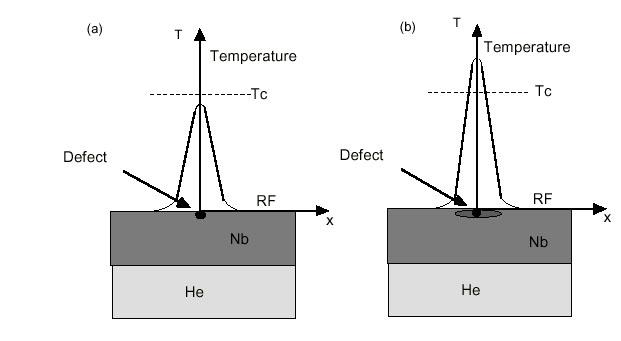 (a)
T
Temperature
Tc
Defect
RF
x
Nb
He
(b)
T
Temperature
Tc
Defect
RF
x
Nb
He